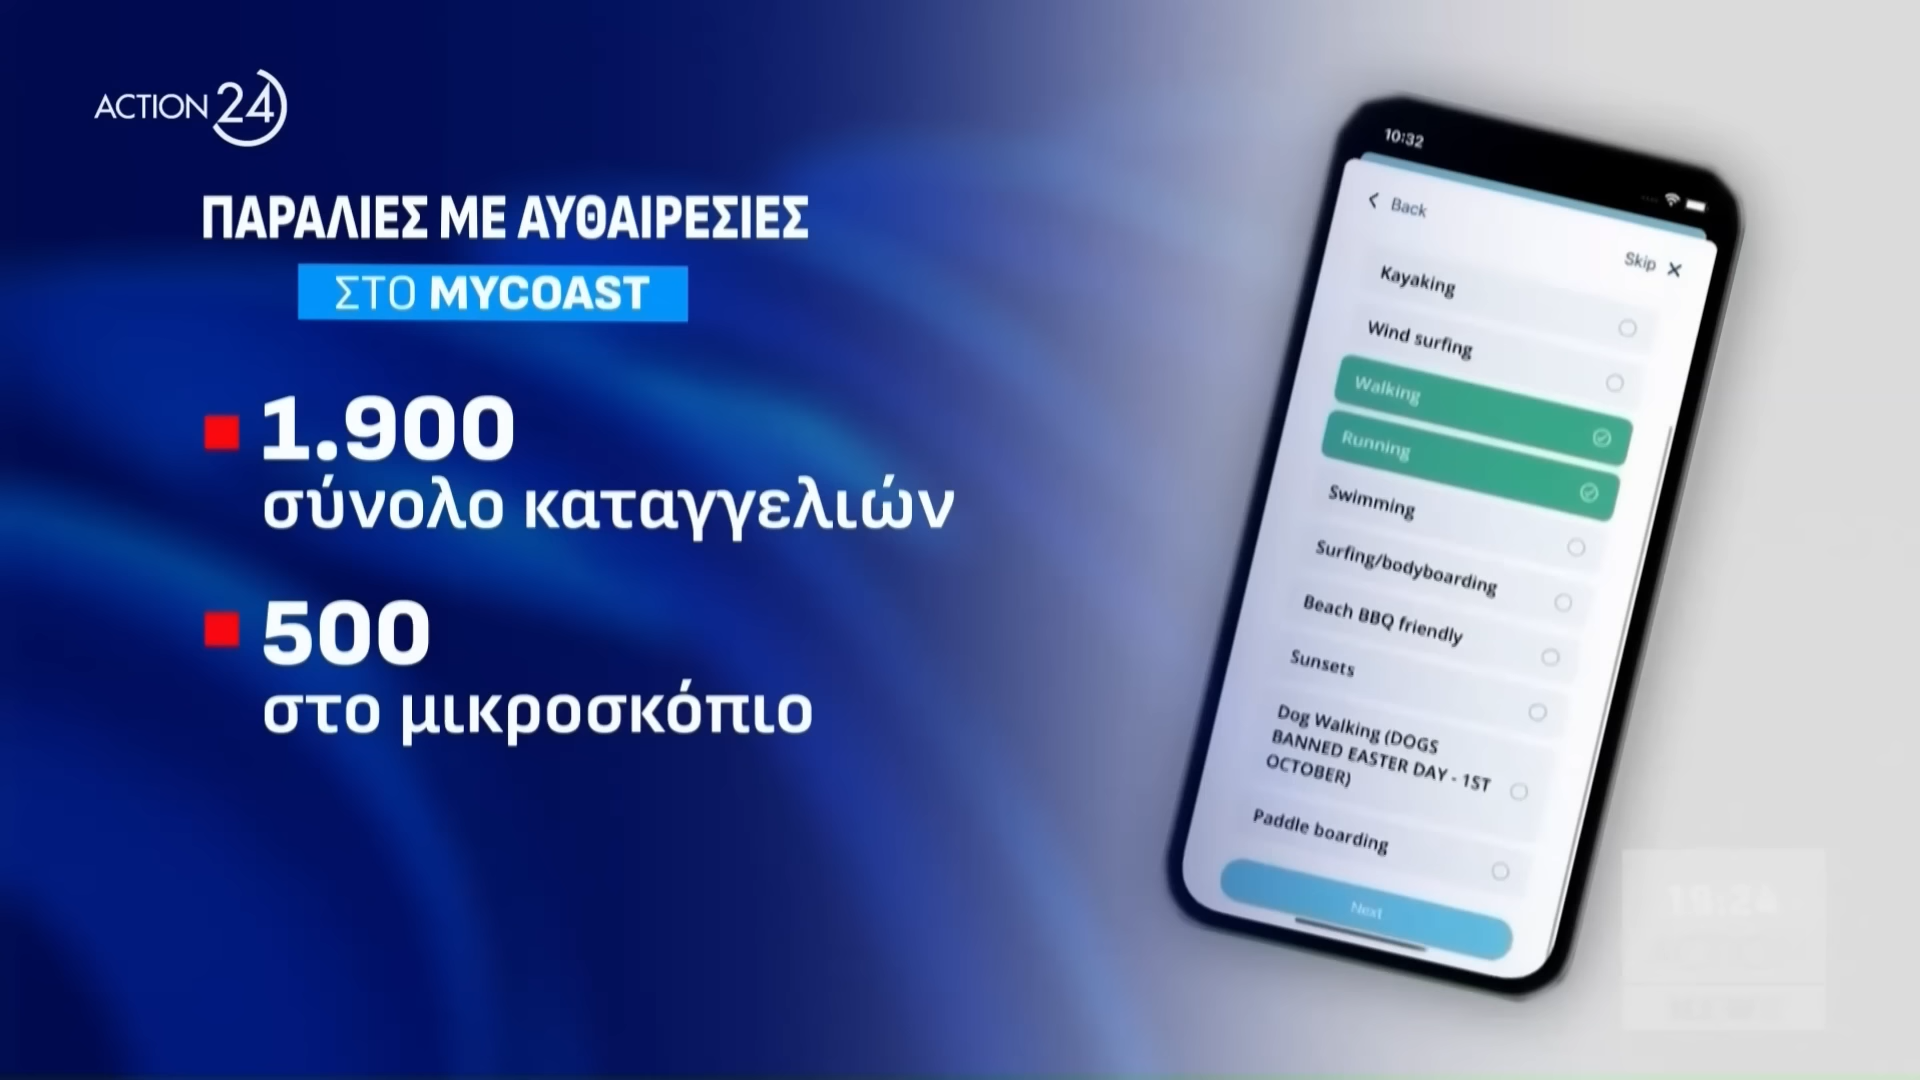 ACTION 24
ΠΑΡΑΛΙΕΣ ΜΕ ΑΥΘΑΙΡΕΣΙΕΣ
ΣΤΟ MYCOAST
1.900
σύνολο καταγγελιών
500
στο μικροσκόπιο
10:32
Back
Skip
Kayaking
Wind surfing
Walking
Running
Swimming
Surfing/bodyboarding
Beach BBQ friendly
Sunsets
Dog Walking (DOGS
BANNED EASTER DAY - 1ST
OCTOBER)
Paddle boarding
Next
19:24